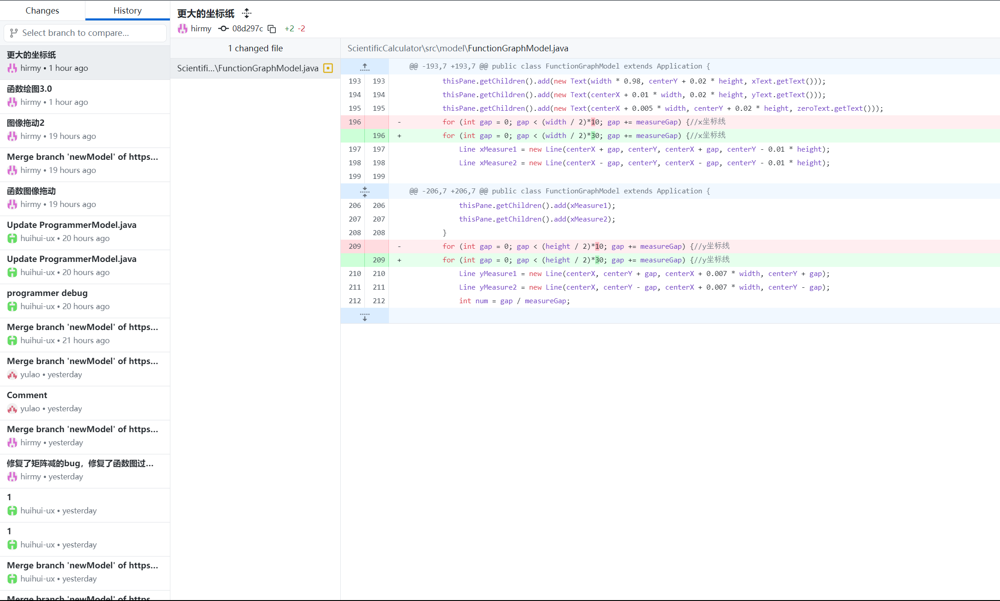 Changes
History
Select branch to compare...
更大的坐标纸
hirmy • 1 hour ago
函数绘图3.0
hirmy • 1 hour ago
图像拖动2
hirmy • 19 hours ago
Merge branch 'newModel' of https...
hirmy • 19 hours ago
函数图像拖动
hirmy • 19 hours ago
Update ProgrammerModel.java
huihui-ux • 20 hours ago
Update ProgrammerModel.java
huihui-ux • 20 hours ago
programmer debug
huihui-ux • 20 hours ago
Merge branch 'newModel' of https...
huihui-ux • 21 hours ago
Merge branch 'newModel' of https...
yulao • yesterday
Comment
yulao • yesterday
Merge branch 'newModel' of https...
hirmy • yesterday
修复了矩阵减的bug，修复了函数图过...
hirmy • yesterday
1
huihui-ux • yesterday
1
huihui-ux • yesterday
Merge branch 'newModel' of https...
huihui-ux • yesterday
Merge branch 'newModel' of https...
更大的坐标纸
hirmy 08d297c +2 -2
1 changed file
Scientifi...\FunctionGraphModel.java
ScientificCalculator\src\model\FunctionGraphModel.java
@@ -193,7 +193,7 @@ public class FunctionGraphModel extends Application {
193 193 thisPane.getChildren().add(new Text(width * 0.98, centerY + 0.02 * height, xText.getText()));
194 194 thisPane.getChildren().add(new Text(centerX + 0.01 * width, 0.02 * height, yText.getText()));
195 195 thisPane.getChildren().add(new Text(centerX + 0.005 * width, centerY + 0.02 * height, zeroText.getText()));
196 - for (int gap = 0; gap < (width / 2)*10; gap += measureGap) {//x坐标线
196 + for (int gap = 0; gap < (width / 2)*30; gap += measureGap) {//x坐标线
197 197 Line xMeasure1 = new Line(centerX + gap, centerY, centerX + gap, centerY - 0.01 * height);
198 198 Line xMeasure2 = new Line(centerX - gap, centerY, centerX - gap, centerY - 0.01 * height);
199 199
@@ -206,7 +206,7 @@ public class FunctionGraphModel extends Application {
206 206 thisPane.getChildren().add(xMeasure1);
207 207 thisPane.getChildren().add(xMeasure2);
208 208 }
209 - for (int gap = 0; gap < (height / 2)*10; gap += measureGap) {//y坐标线
209 + for (int gap = 0; gap < (height / 2)*30; gap += measureGap) {//y坐标线
210 210 Line yMeasure1 = new Line(centerX, centerY + gap, centerX + 0.007 * width, centerY + gap);
211 211 Line yMeasure2 = new Line(centerX, centerY - gap, centerX + 0.007 * width, centerY - gap);
212 212 int num = gap / measureGap;